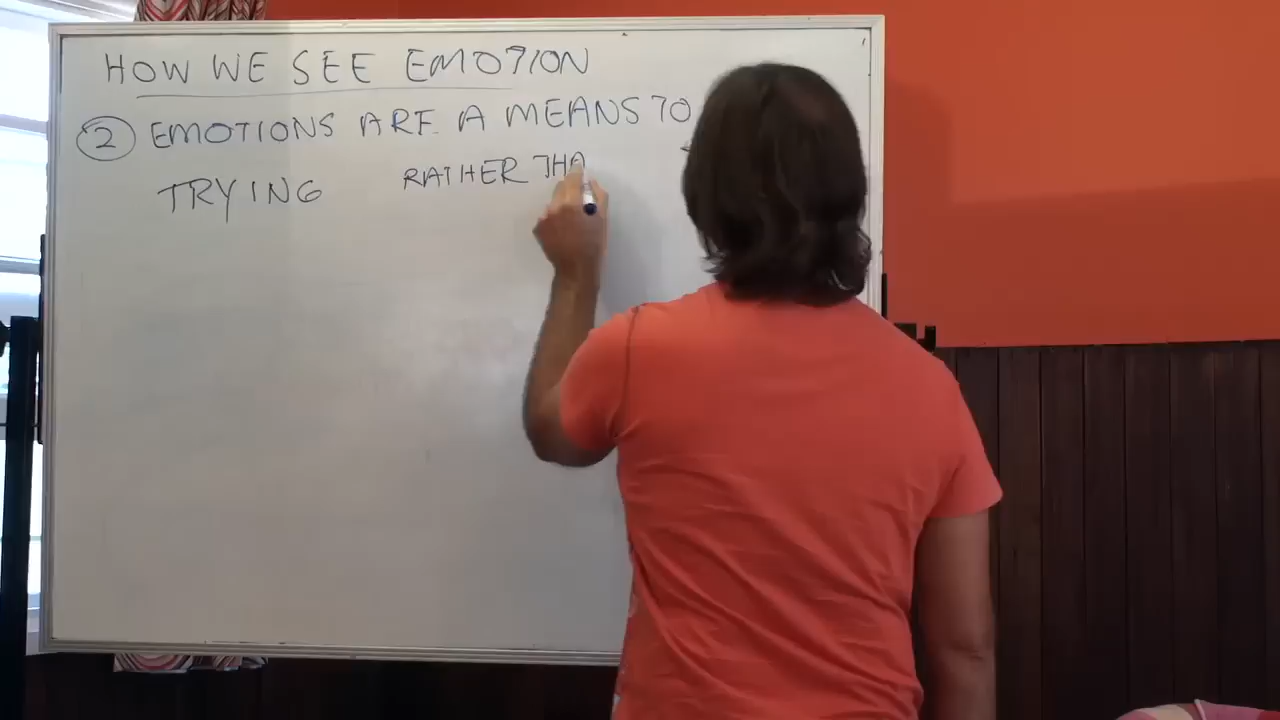 HOW WE SEE EMOTION
2 EMOTIONS ARE A MEANS TO
RATHER THA
TRYING